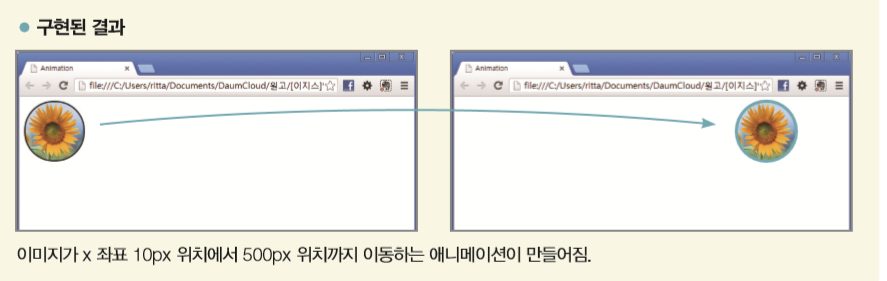 구현된 결과
Animation
Animation
file:///C:/Users/ritta/Documents/DaumCloud/원고/[이지스]
file:///C:/Users/ritta/Documents/DaumCloud/원고/[이지스]
이미지가 x 좌표 10px 위치에서 500px 위치까지 이동하는 애니메이션이 만들어짐.